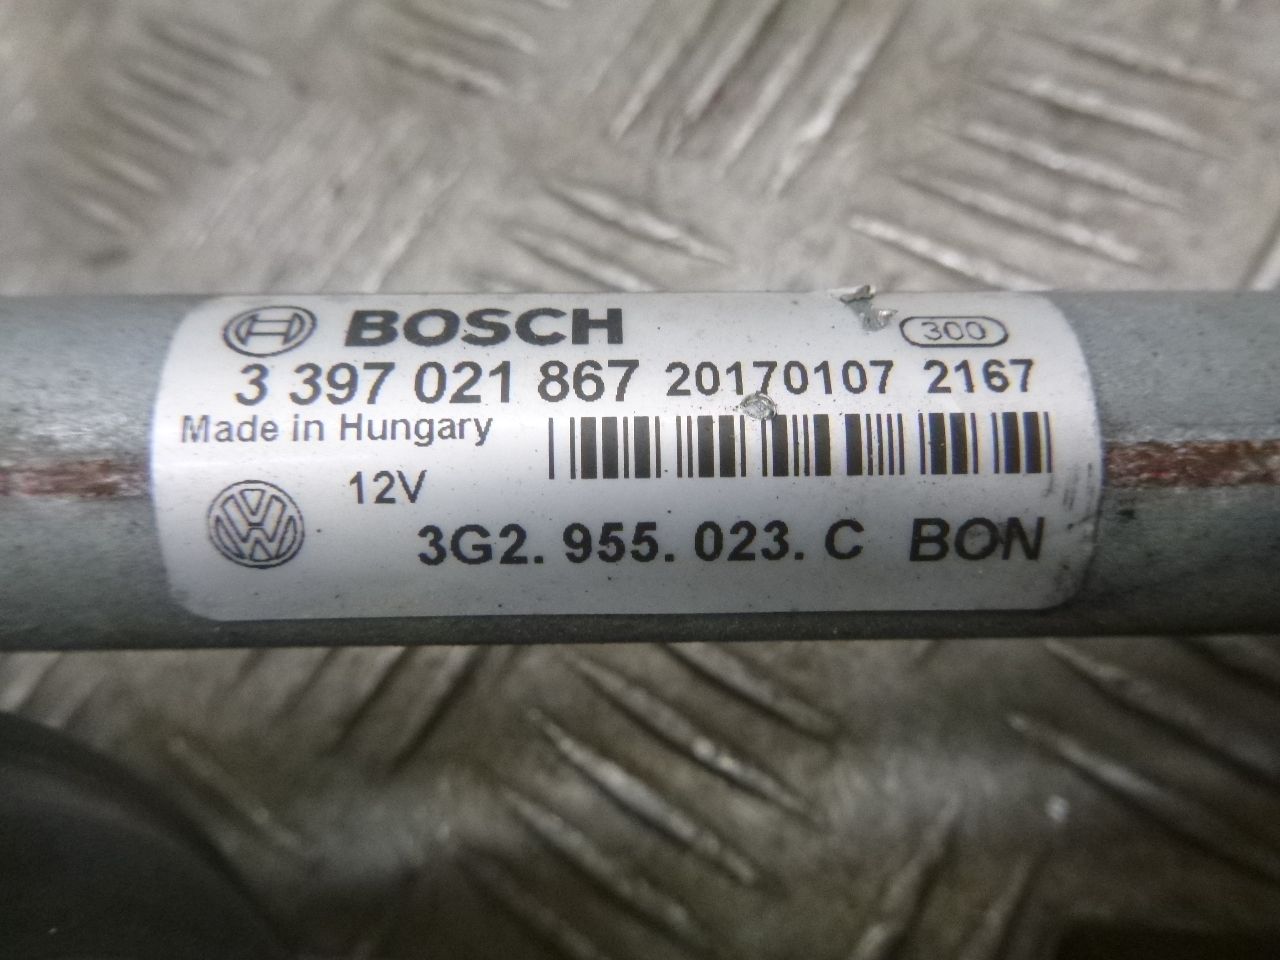 BOSCH 300
3 397 021 867 20170107 2167
Made in Hungary
12V
3G2. 955. 023. C BON